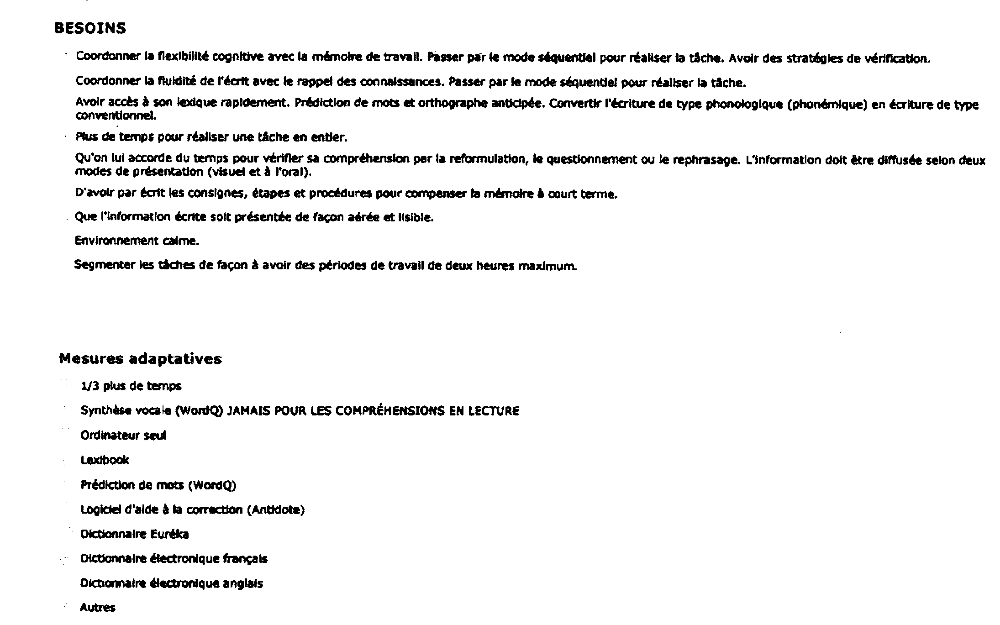 BESOINS
Coordonner la flexibilité cognitive avec la mémoire de travail. Passer par le mode séquentiel pour réaliser la tâche. Avoir des stratégies de vérification.
Coordonner la fluidité de l'écrit avec le rappel des connaissances. Passer par le mode séquentiel pour réaliser la tâche.
Avoir accès à son lexique rapidement. Prédiction de mots et orthographe anticipée. Convertir l'écriture de type phonologique (phonémique) en écriture de type
conventionnel.
Plus de temps pour réaliser une tâche en entier.
Qu'on lui accorde du temps pour vérifier sa compréhension par la reformulation, le questionnement ou le rephrasage. L'information doit être diffusée selon deux
modes de présentation (visuel et à l'oral).
D'avoir par écrit les consignes, étapes et procédures pour compenser la mémoire à court terme.
Que l'information écrite soit présentée de façon aérée et lisible.
Environnement calme.
Segmenter les tâches de façon à avoir des périodes de travail de deux heures maximum.
Mesures adaptatives
1/3 plus de temps
Synthèse vocale (WordQ) JAMAIS POUR LES COMPRÉHENSIONS EN LECTURE
Ordinateur seul
Lexibook
Prédiction de mots (WordQ)
Logiciel d'aide à la correction (Antidote)
Dictionnaire Euréka
Dictionnaire électronique français
Dictionnaire électronique anglais
Autres